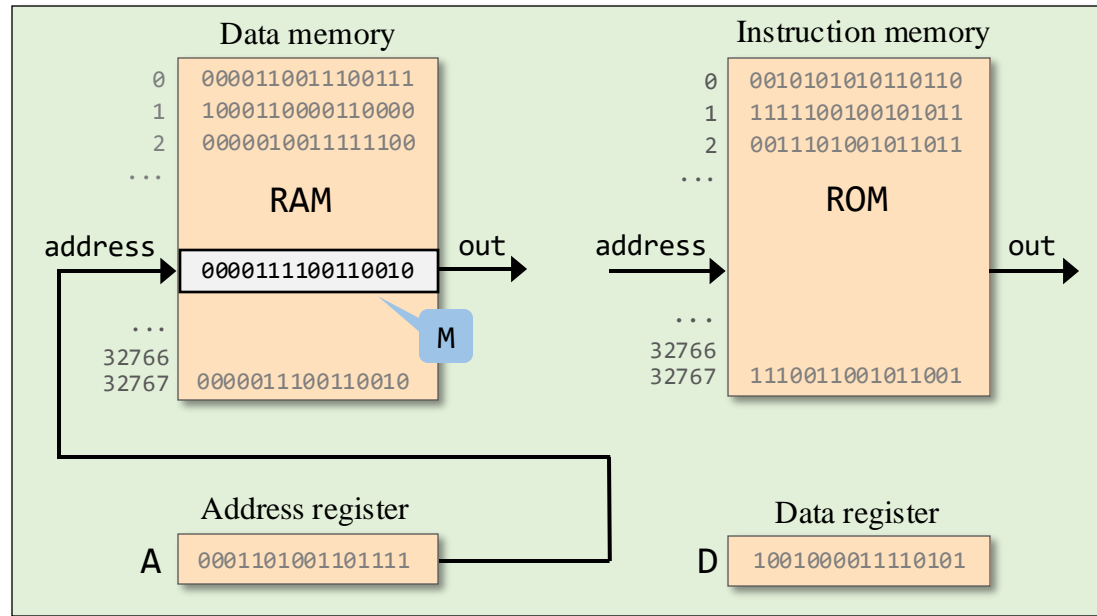 Data memory
0 0000110011100111
1 1000110000110000
2 0000010011111100
...
RAM
address
0000111100110010
out
M
...
32766
32767 0000011100110010
Instruction memory
0 0010101010110110
1 1111100100101011
2 0011101001011011
...
ROM
address
out
...
32766
32767 1110011001011001
Address register
A 0001101001101111
Data register
D 1001000011110101